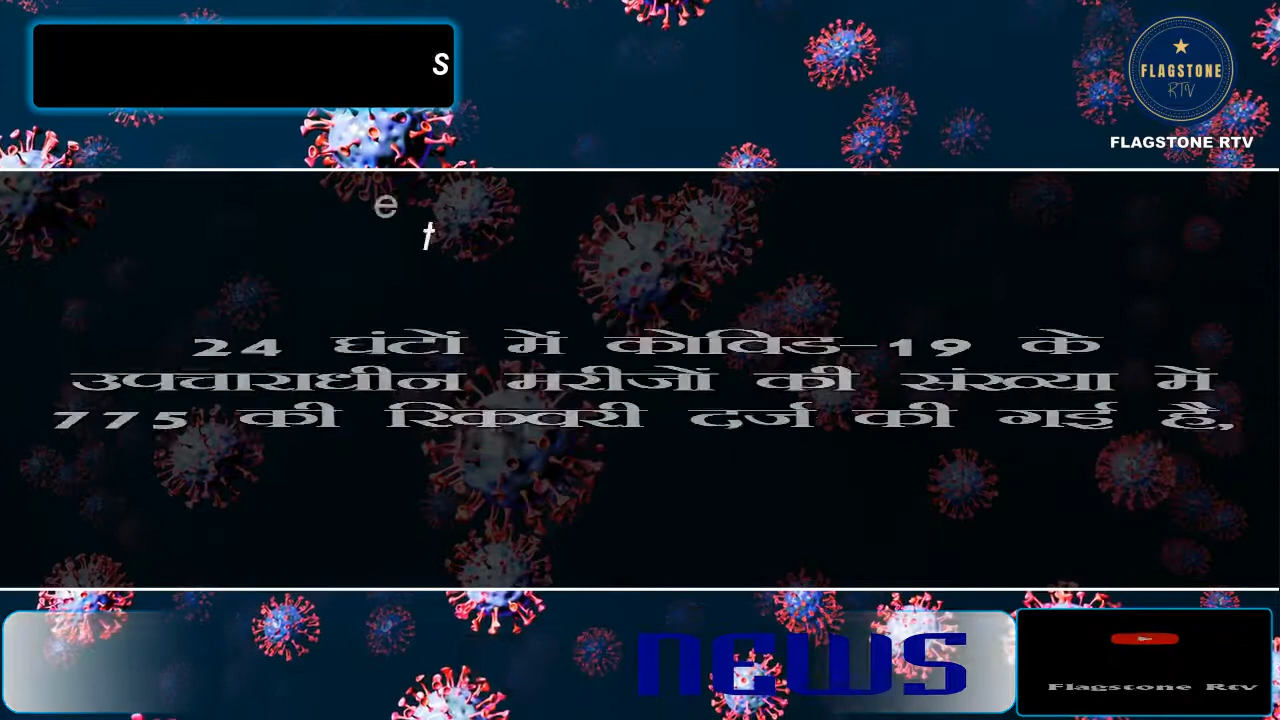 s
FLAGSTONE
RTV
FLAGSTONE RTV
e
t
24 घंटों में कोविड-19 के
उपचाराधीन मरीजों की संख्या में
775 की रिकवरी दर्ज की गई है,
news
Flagstone Rtv